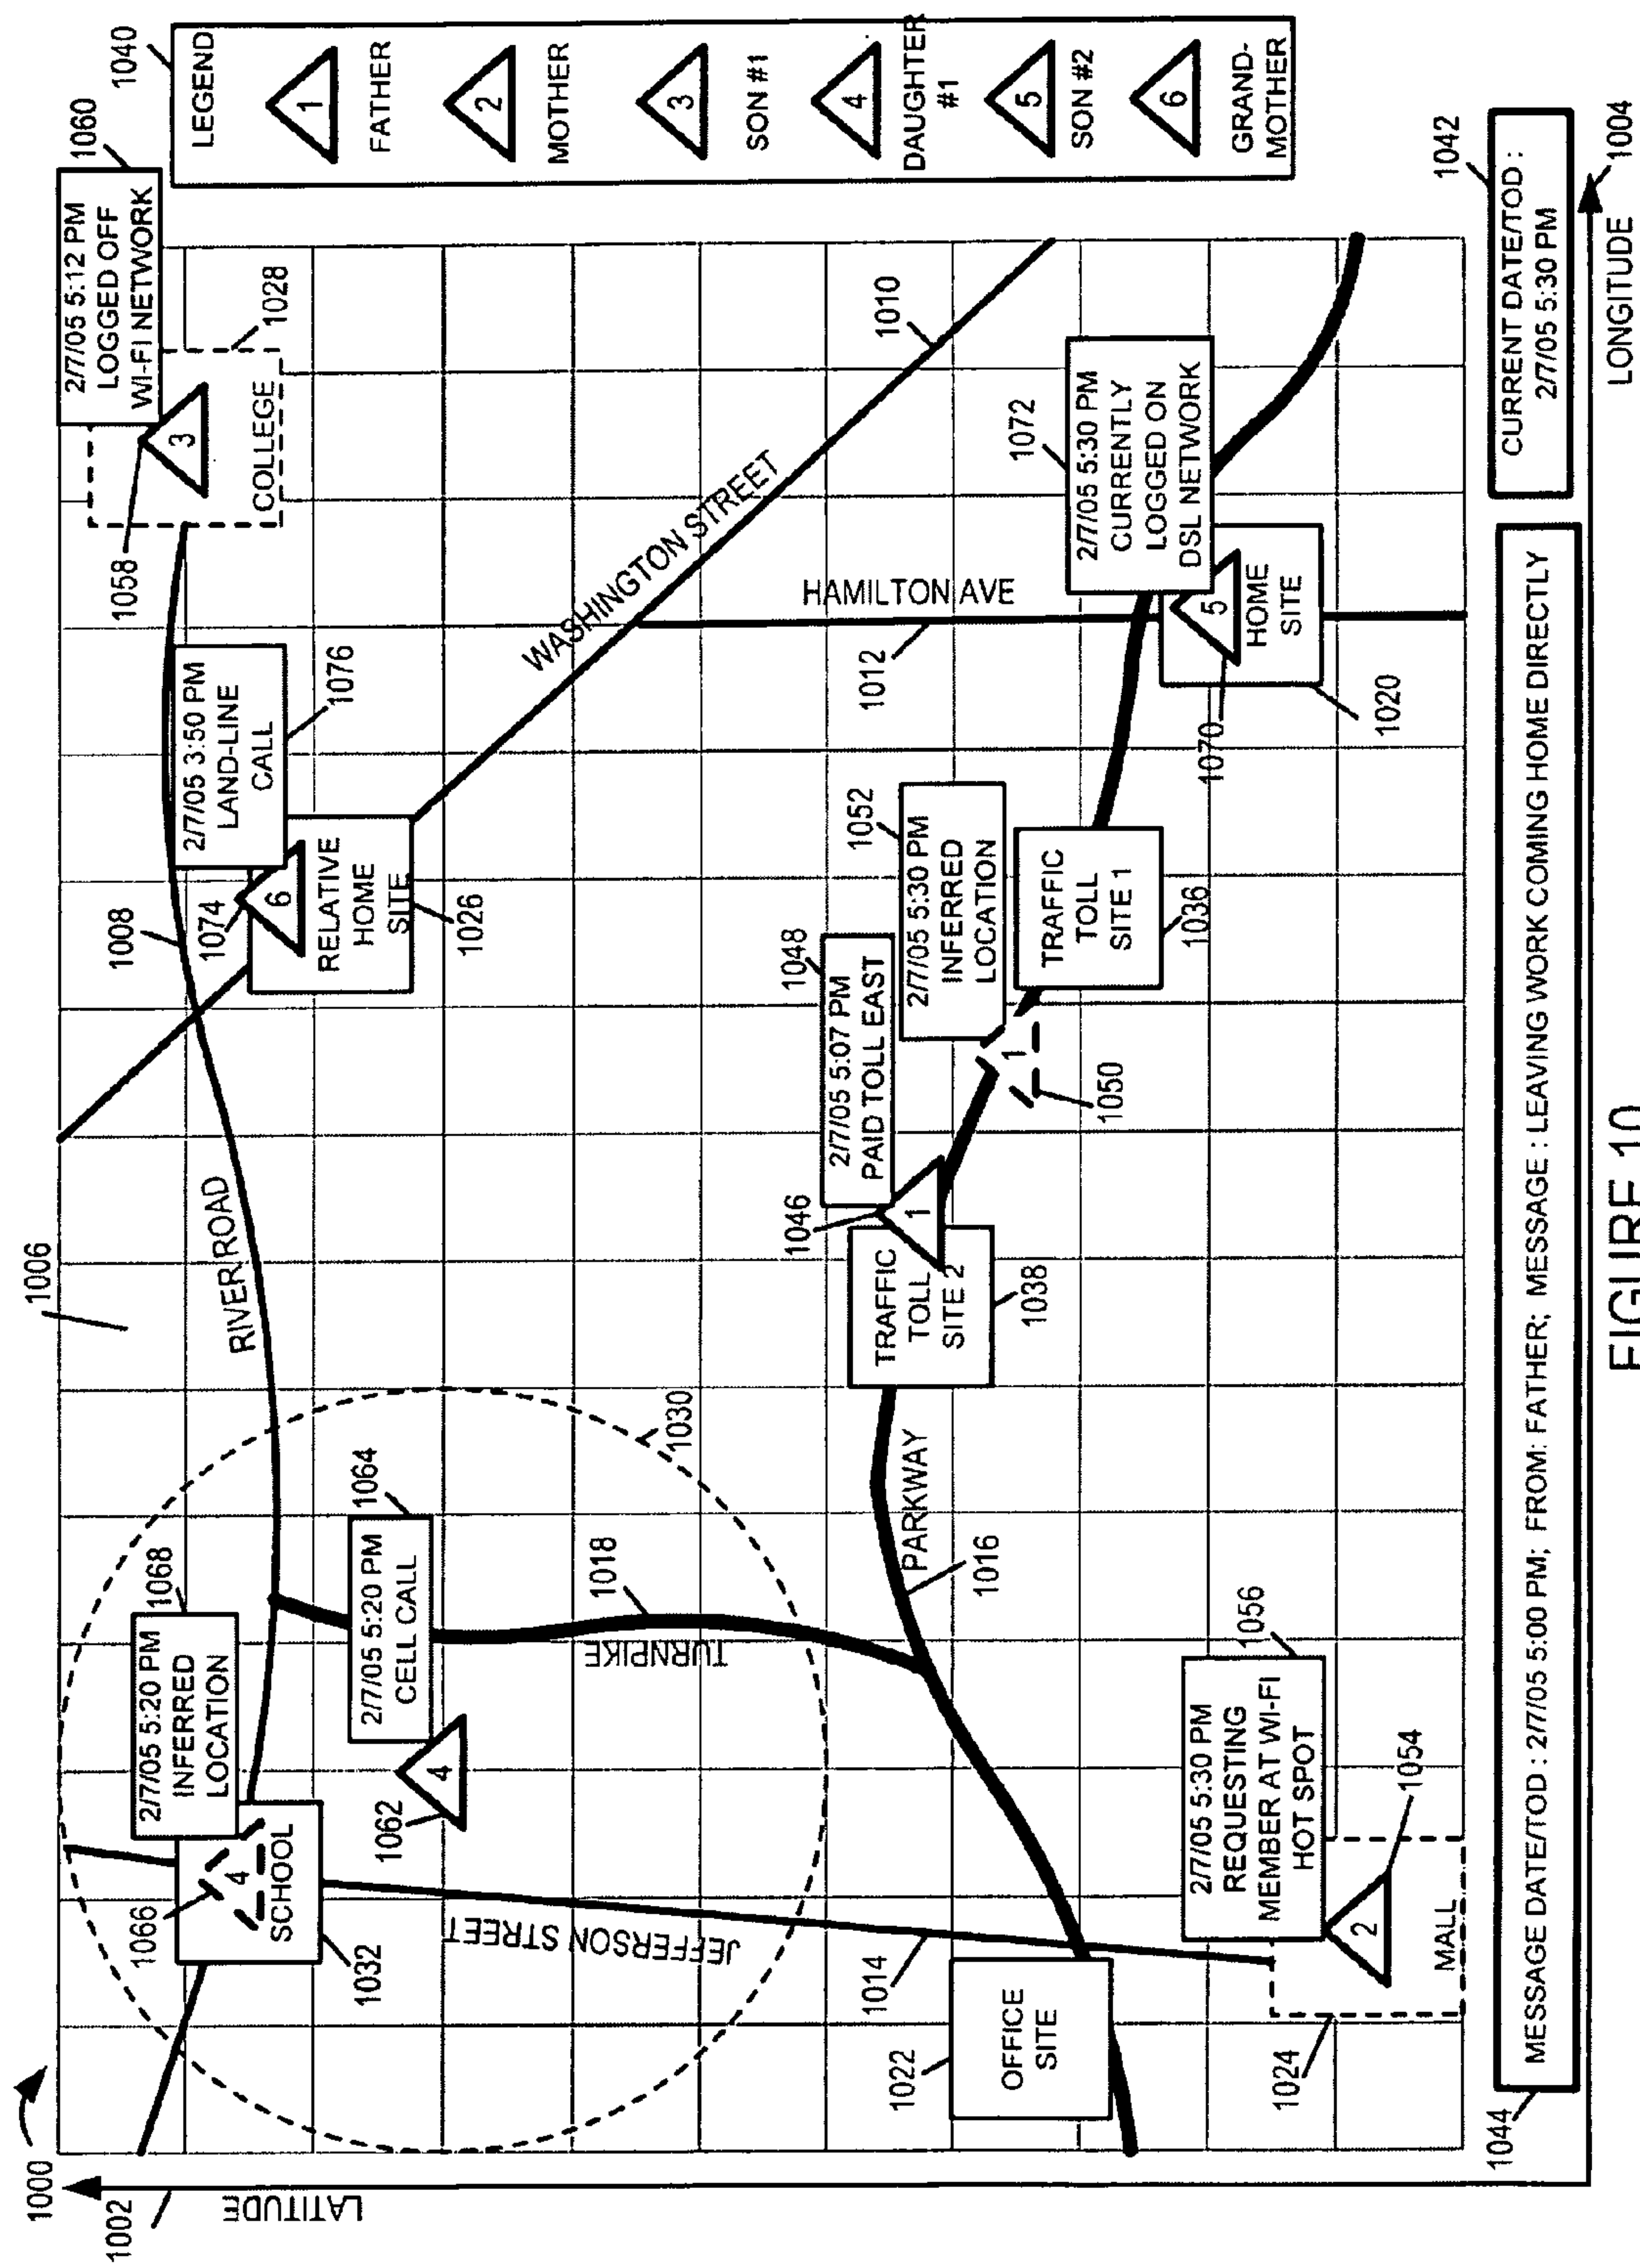 1000
1002
LATITUDE
1006
1008
RIVER ROAD
2/7/05 5:20 PM
INFERRED
LOCATION
1068
1066
4
SCHOOL
1032
2/7/05 5:20 PM
CELL CALL
1064
4
1062
1030
1018
TURNPIKE
JEFFERSON STREET
1014
1074
6
RELATIVE
HOME
SITE
1026
2/7/05 3:50 PM
LAND-LINE
CALL
1076
1058
3
COLLEGE
1028
2/7/05 5:12 PM
LOGGED OFF
WI-FI NETWORK
1060
WASHINGTON STREET
1010
HAMILTON AVE
1012
1022
OFFICE
SITE
PARKWAY
1016
TRAFFIC
TOLL
SITE 2
1038
1046
1
2/7/05 5:07 PM
PAID TOLL EAST
1048
1
1050
2/7/05 5:30 PM
INFERRED
LOCATION
1052
TRAFFIC
TOLL
SITE 1
1036
2/7/05 5:30 PM
CURRENTLY
LOGGED ON
DSL NETWORK
1072
5
HOME
SITE
1070
1020
2/7/05 5:30 PM
REQUESTING
MEMBER AT WI-FI
HOT SPOT
1056
2
1054
MALL
1024
LEGEND
1040
1
FATHER
2
MOTHER
3
SON #1
4
DAUGHTER
#1
5
SON #2
6
GRAND-
MOTHER
1044
MESSAGE DATE/TOD : 2/7/05 5:00 PM; FROM: FATHER; MESSAGE : LEAVING WORK COMING HOME DIRECTLY
CURRENT DATE/TOD :
2/7/05 5:30 PM
1042
LONGITUDE
1004
FIGURE 10